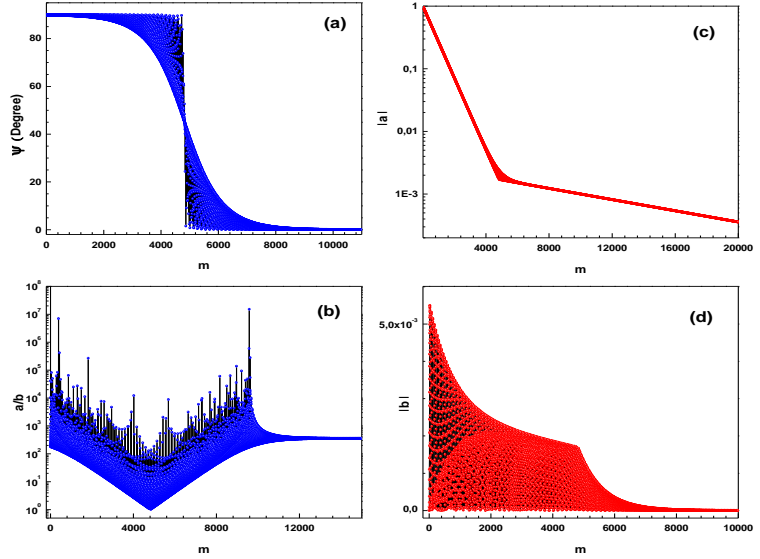 (a)
80
60
40
20
0
Ψ (Degree)
0 2000 4000 6000 8000 10000
m
(c)
1
0,1
0,01
1E-3
|a|
4000 8000 12000 16000 20000
m
(b)
10^8
10^7
10^6
10^5
10^4
10^3
10^2
10^1
10^0
a/b
0 4000 8000 12000
m
(d)
5,0x10^-3
0,0
|b|
0 2000 4000 6000 8000 10000
m